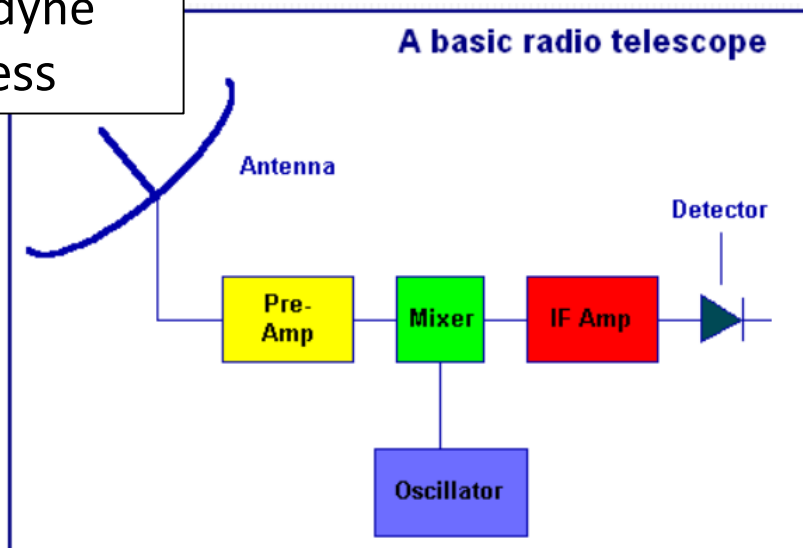 dyne
ess
A basic radio telescope
Antenna
Detector
Pre-
Amp
Mixer
IF Amp
Oscillator